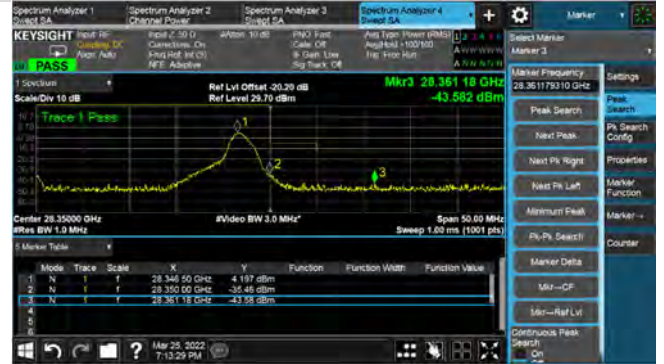 Spectrum Analyzer 1
Swept SA
Spectrum Analyzer 2
Channel Power
Spectrum Analyzer 3
Swept SA
Spectrum Analyzer 4
Swept SA
+
Marker
KEYSIGHT
Input: RF
Coupling: DC
Align: Auto
Input Z: 50 Ω
Corrections: On
Freq Ref: Int (S)
NFE: Adaptive
#Atten: 10 dB
PNO: Fast
Gate: Off
IF Gain: Low
Sig Track: Off
Avg Type: Power (RMS)
Avg|Hold: >100/100
Trig: Free Run
PASS
Select Marker
Marker 3
1 Spectrum
Scale/Div 10 dB
Ref Lvl Offset -20.20 dB
Ref Level 29.70 dBm
Mkr3 28.361 18 GHz
-43.582 dBm
Trace 1 Pass
1
2
3
Center 28.35000 GHz
#Res BW 1.0 MHz
#Video BW 3.0 MHz*
Span 50.00 MHz
Sweep 1.00 ms (1001 pts)
5 Marker Table
Mode Trace Scale X Y Function Function Width Function Value
1 N 1 f 28.346 50 GHz 4.197 dBm
2 N 1 f 28.350 00 GHz -35.46 dBm
3 N 1 f 28.361 18 GHz -43.58 dBm
4
5
6
Mar 25, 2022
7:13:29 PM
Marker Frequency
28.361179310 GHz
Peak Search
Next Peak
Next Pk Right
Next Pk Left
Minimum Peak
Pk-Pk Search
Marker Delta
Mkr→CF
Mkr→Ref Lvl
Continuous Peak
Search
On
Off
Settings
Peak
Search
Pk Search
Config
Properties
Marker
Function
Marker→
Counter